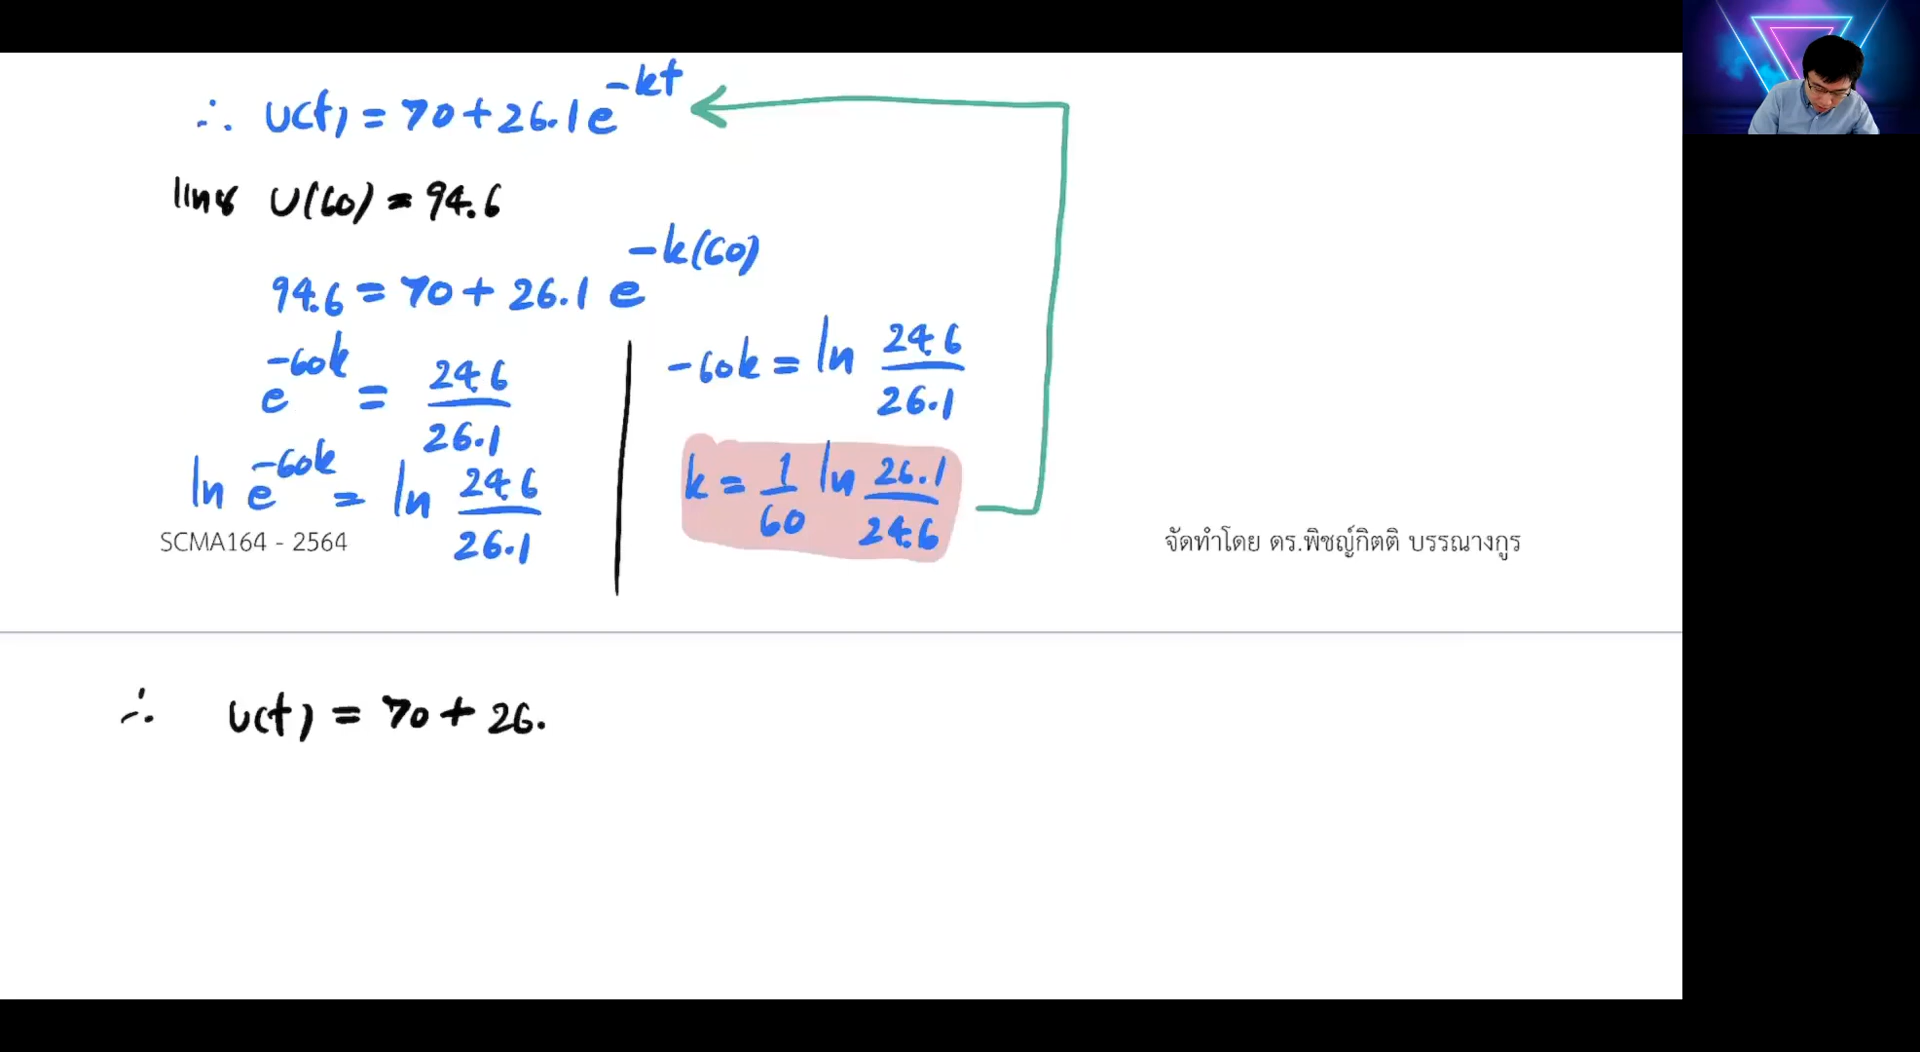 ∴ u(t) = 70 + 26.1 e^{-kt}
และ U(60) = 94.6
94.6 = 70 + 26.1 e^{-k(60)}
e^{-60k} = 24.6/26.1
ln e^{-60k} = ln 24.6/26.1
-60k = ln 24.6/26.1
k = 1/60 ln 26.1/24.6
SCMA164 - 2564
จัดทำโดย ดร.พิชญ์กิตติ บรรณางกูร
∴ u(t) = 70 + 26.